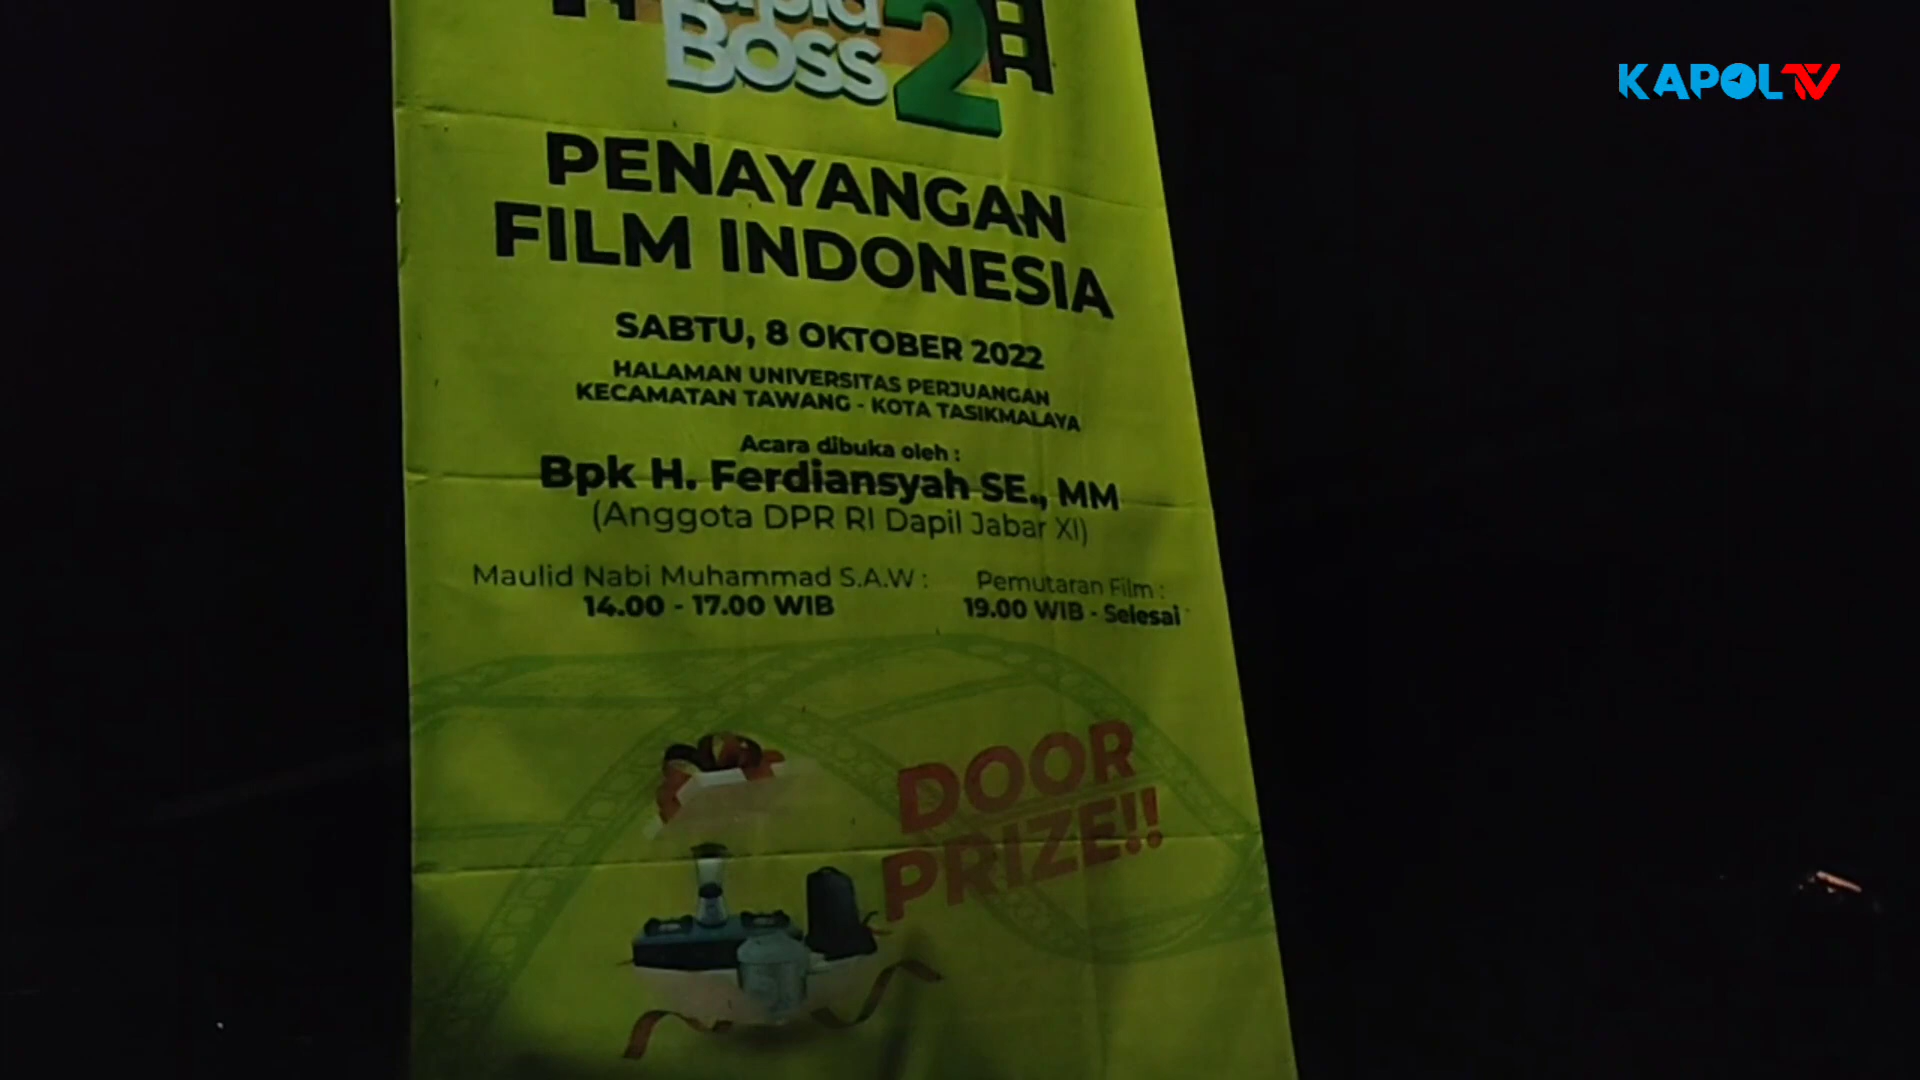 BOSS 2
KAPOL TV
PENAYANGAN
FILM INDONESIA
SABTU, 8 OKTOBER 2022
HALAMAN UNIVERSITAS PERJUANGAN
KECAMATAN TAWANG - KOTA TASIKMALAYA
Acara dibuka oleh :
Bpk H. Ferdiansyah SE., MM
(Anggota DPR RI Dapil Jabar XI)
Maulid Nabi Muhammad S.A.W :
14.00 - 17.00 WIB
Pemutaran Film :
19.00 WIB - Selesai
DOOR
PRIZE!!